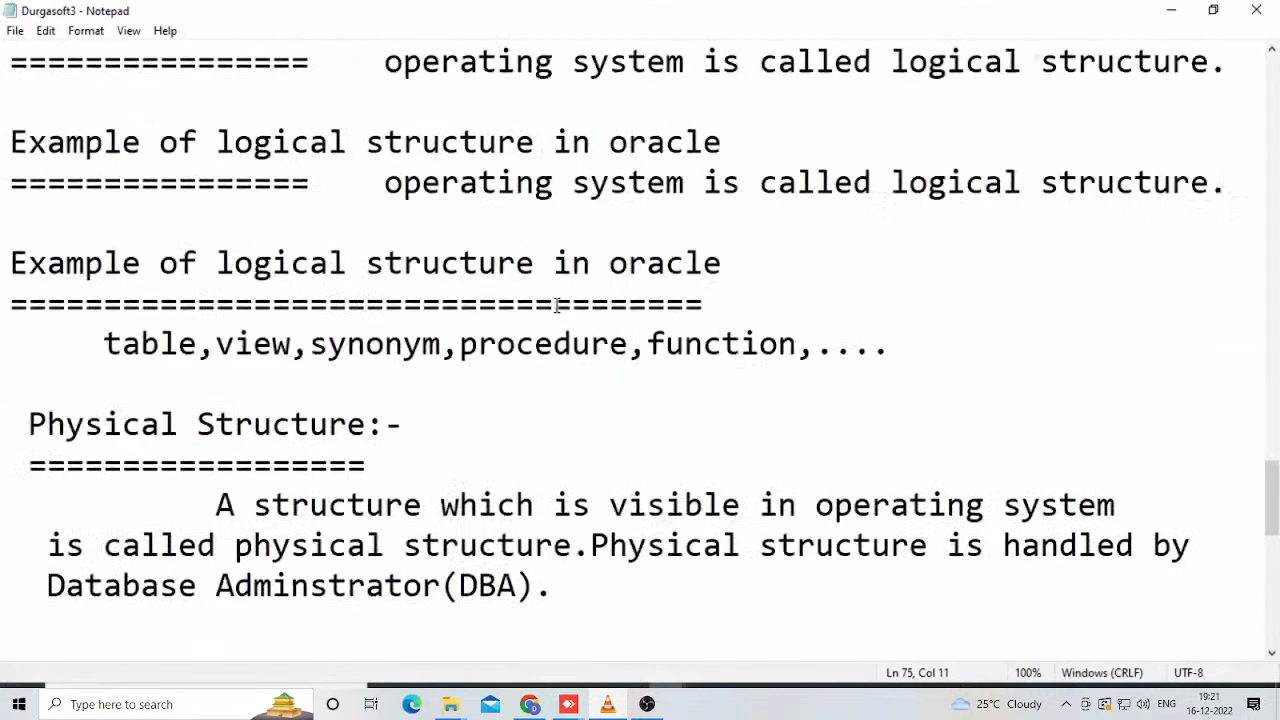 Durgasoft3 - Notepad
File Edit Format View Help
================ operating system is called logical structure.
Example of logical structure in oracle
================ operating system is called logical structure.
Example of logical structure in oracle
=====================================
table,view,synonym,procedure,function,....
Physical Structure:-
==================
A structure which is visible in operating system
is called physical structure.Physical structure is handled by
Database Adminstrator(DBA).
Ln 75, Col 11 100% Windows (CRLF) UTF-8
Type here to search
25°C Cloudy ENG 19:21
16-12-2022